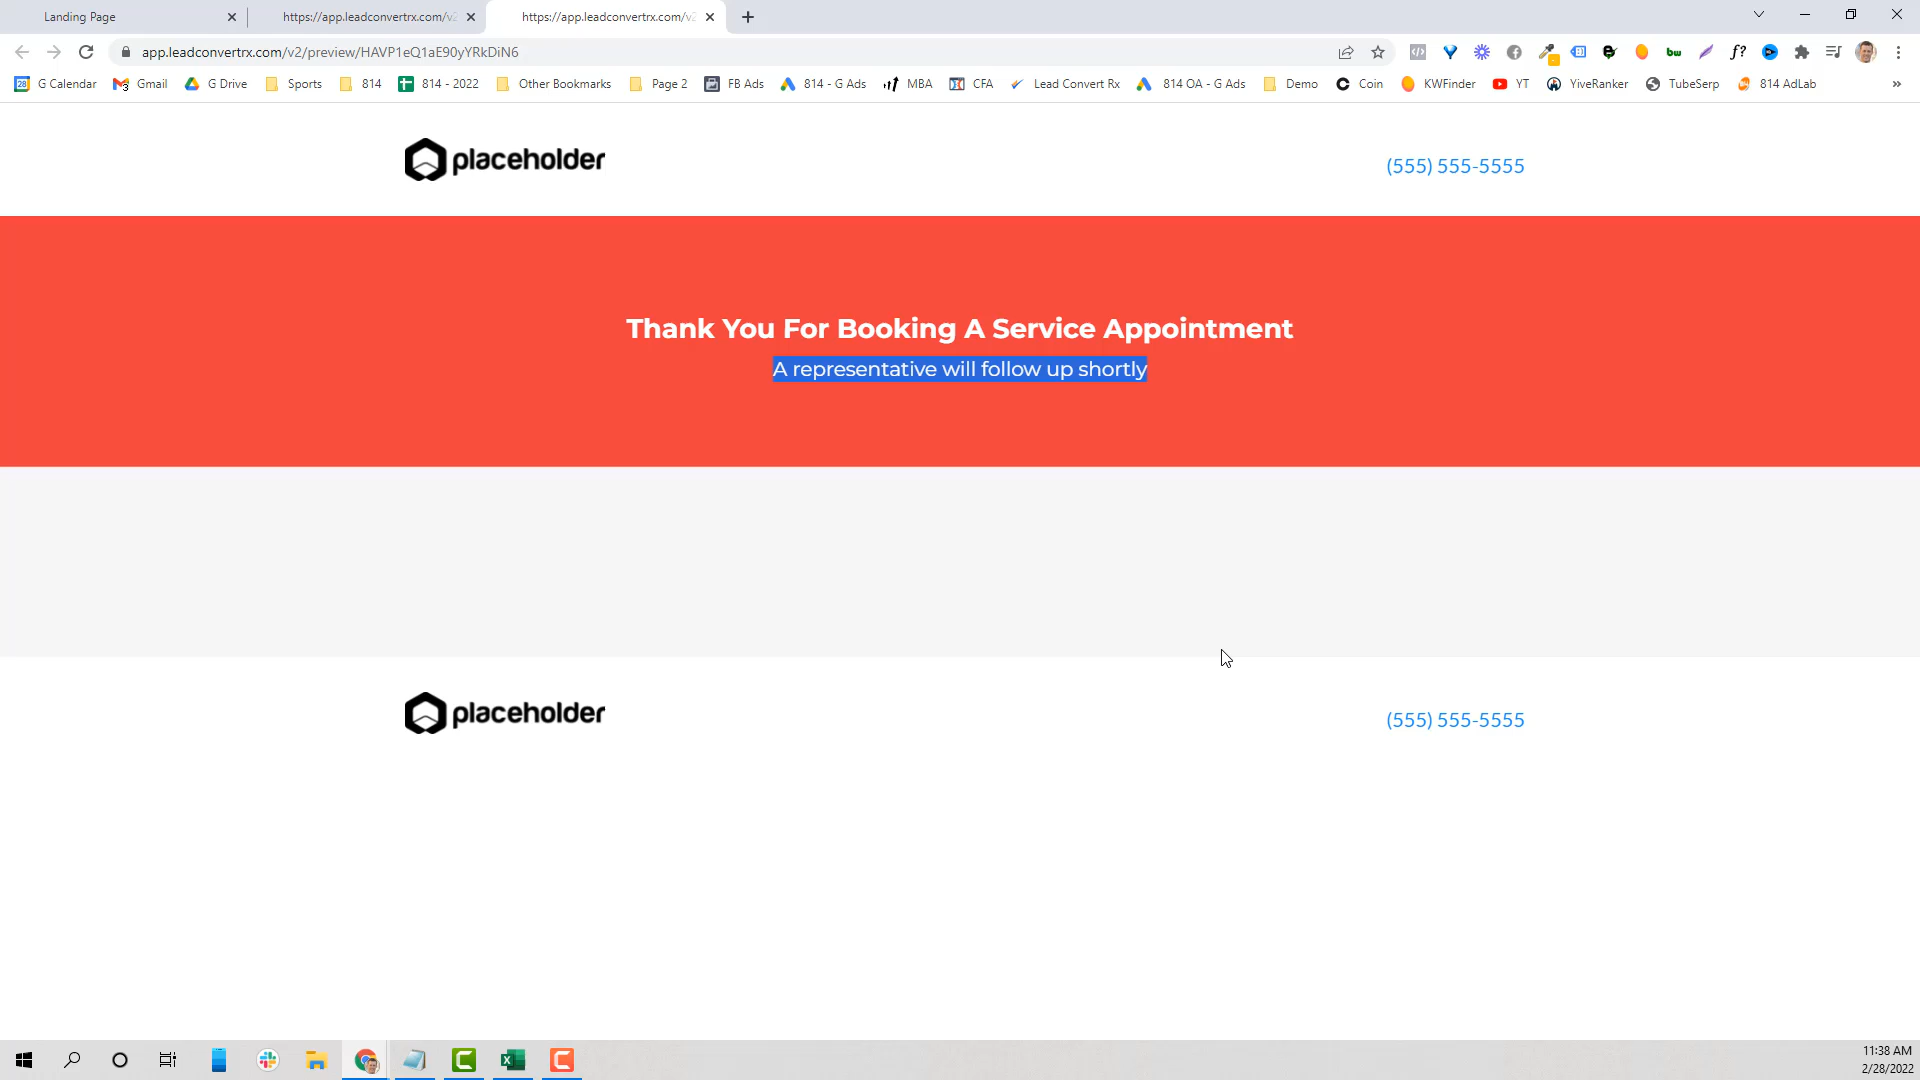 Landing Page
https://app.leadconvertrx.com/v2
https://app.leadconvertrx.com/v2
app.leadconvertrx.com/v2/preview/HAVP1eQ1aE90yYRkDiN6
28 G Calendar Gmail G Drive Sports 814 814 - 2022 Other Bookmarks Page 2 FB Ads 814 - G Ads MBA CFA Lead Convert Rx 814 OA - G Ads Demo Coin KWFinder YT YiveRanker TubeSerp 814 AdLab »
placeholder
(555) 555-5555
Thank You For Booking A Service Appointment
A representative will follow up shortly
placeholder
(555) 555-5555
11:38 AM
2/28/2022